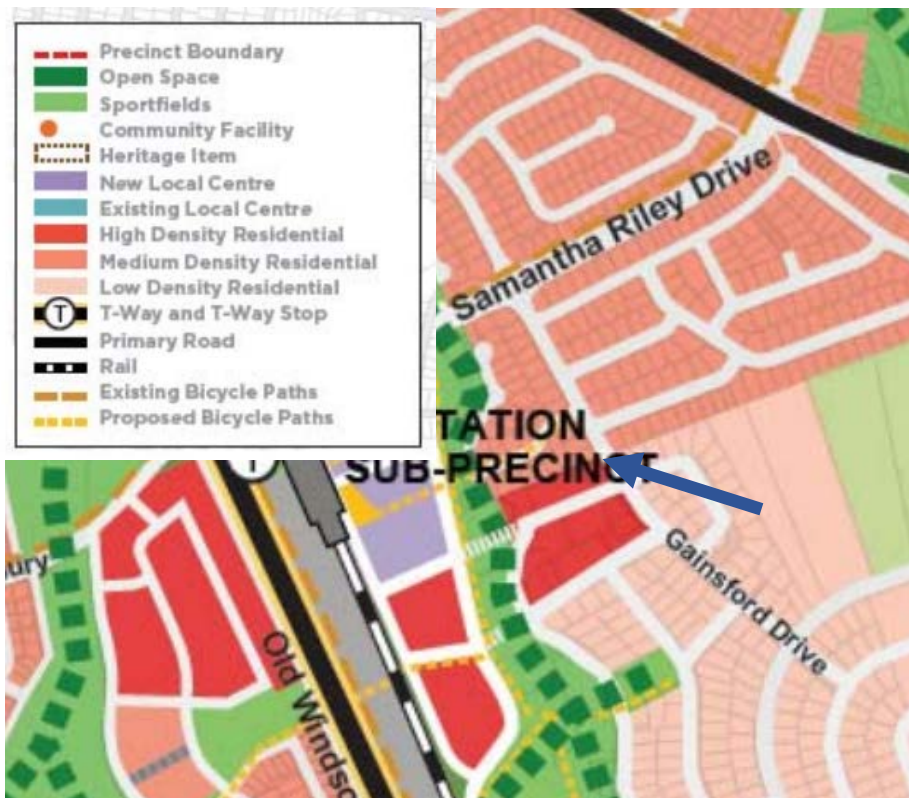 Precinct Boundary
Open Space
Sportfields
Community Facility
Heritage Item
New Local Centre
Existing Local Centre
High Density Residential
Medium Density Residential
Low Density Residential
T T-Way and T-Way Stop
Primary Road
Rail
Existing Bicycle Paths
Proposed Bicycle Paths
Samantha Riley Drive
TATION
SUB-PRECINCT
T
Gainsford Drive
ury
Old Windso